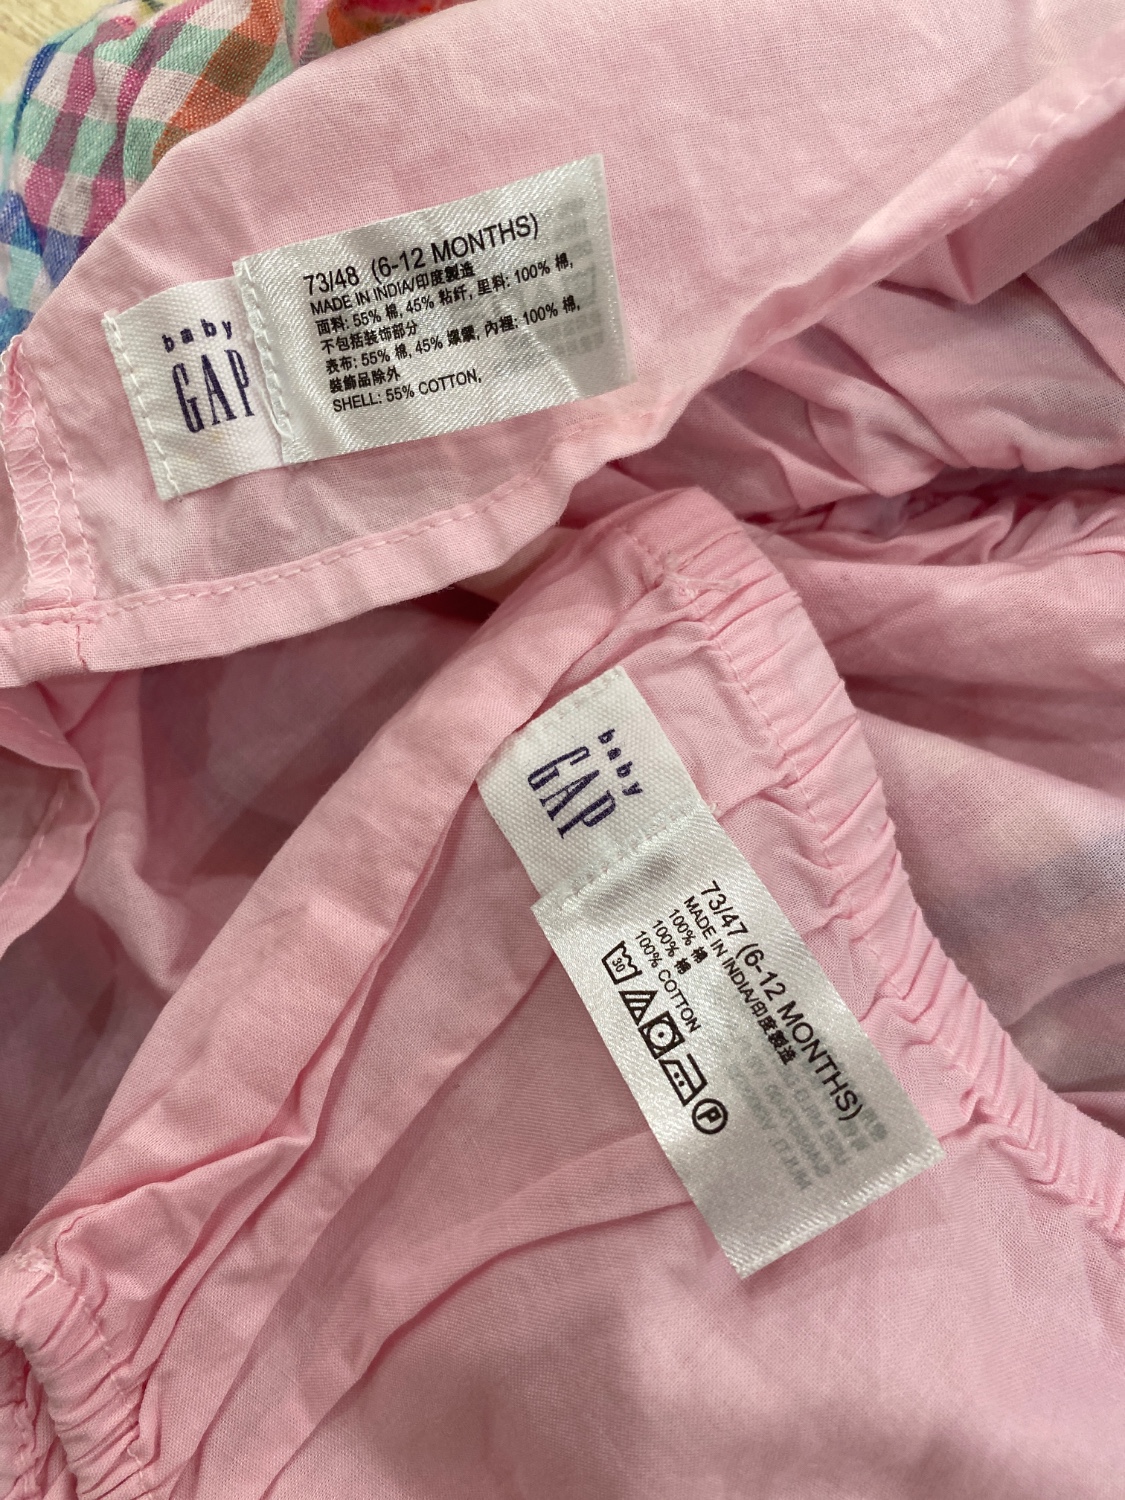 baby
GAP
73/48 (6-12 MONTHS)
MADE IN INDIA/印度製造
面料: 55% 棉, 45% 粘纤, 里料: 100% 棉,
不包括装饰部分
表布: 55% 棉, 45% 嫘縈, 內裡: 100% 棉,
裝飾品除外
SHELL: 55% COTTON,
baby
GAP
73/47 (6-12 MONTHS)
MADE IN INDIA/印度製造
100% 棉
100% 棉
100% COTTON
30
P